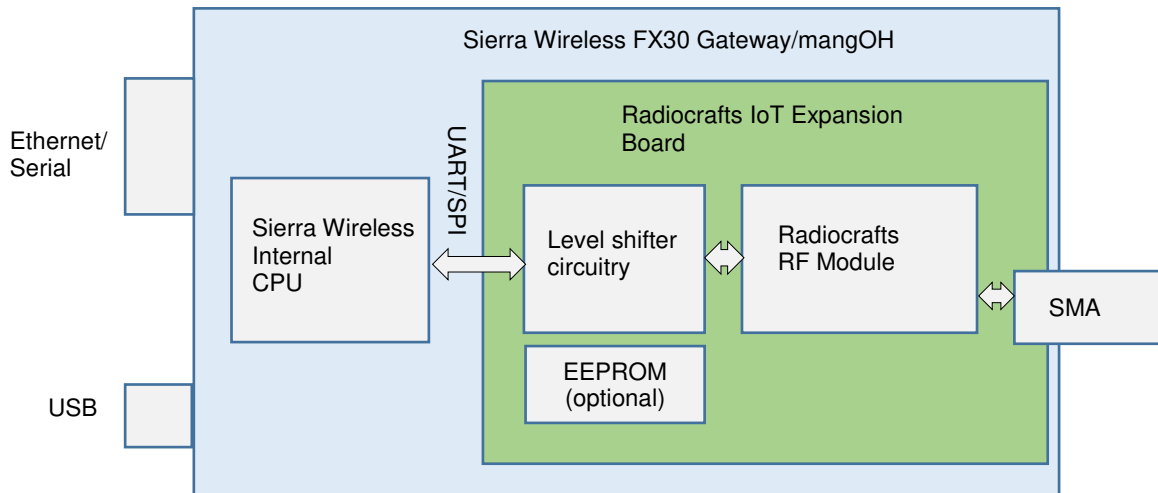 Sierra Wireless FX30 Gateway/mangOH
Radiocrafts IoT Expansion
Board
Ethernet/
Serial
UART/SPI
Sierra Wireless
Internal
CPU
Level shifter
circuitry
Radiocrafts
RF Module
SMA
EEPROM
(optional)
USB